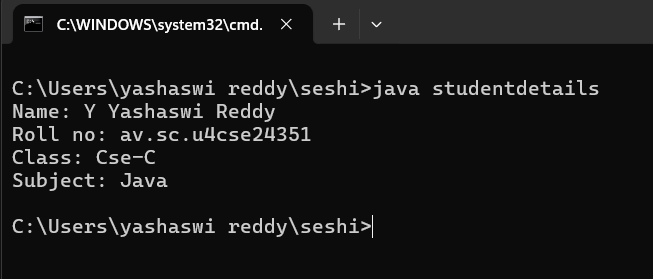 C:\WINDOWS\system32\cmd.
C:\Users\yashaswi reddy\seshi>java studentdetails
Name: Y Yashaswi Reddy
Roll no: av.sc.u4cse24351
Class: Cse-C
Subject: Java
C:\Users\yashaswi reddy\seshi>